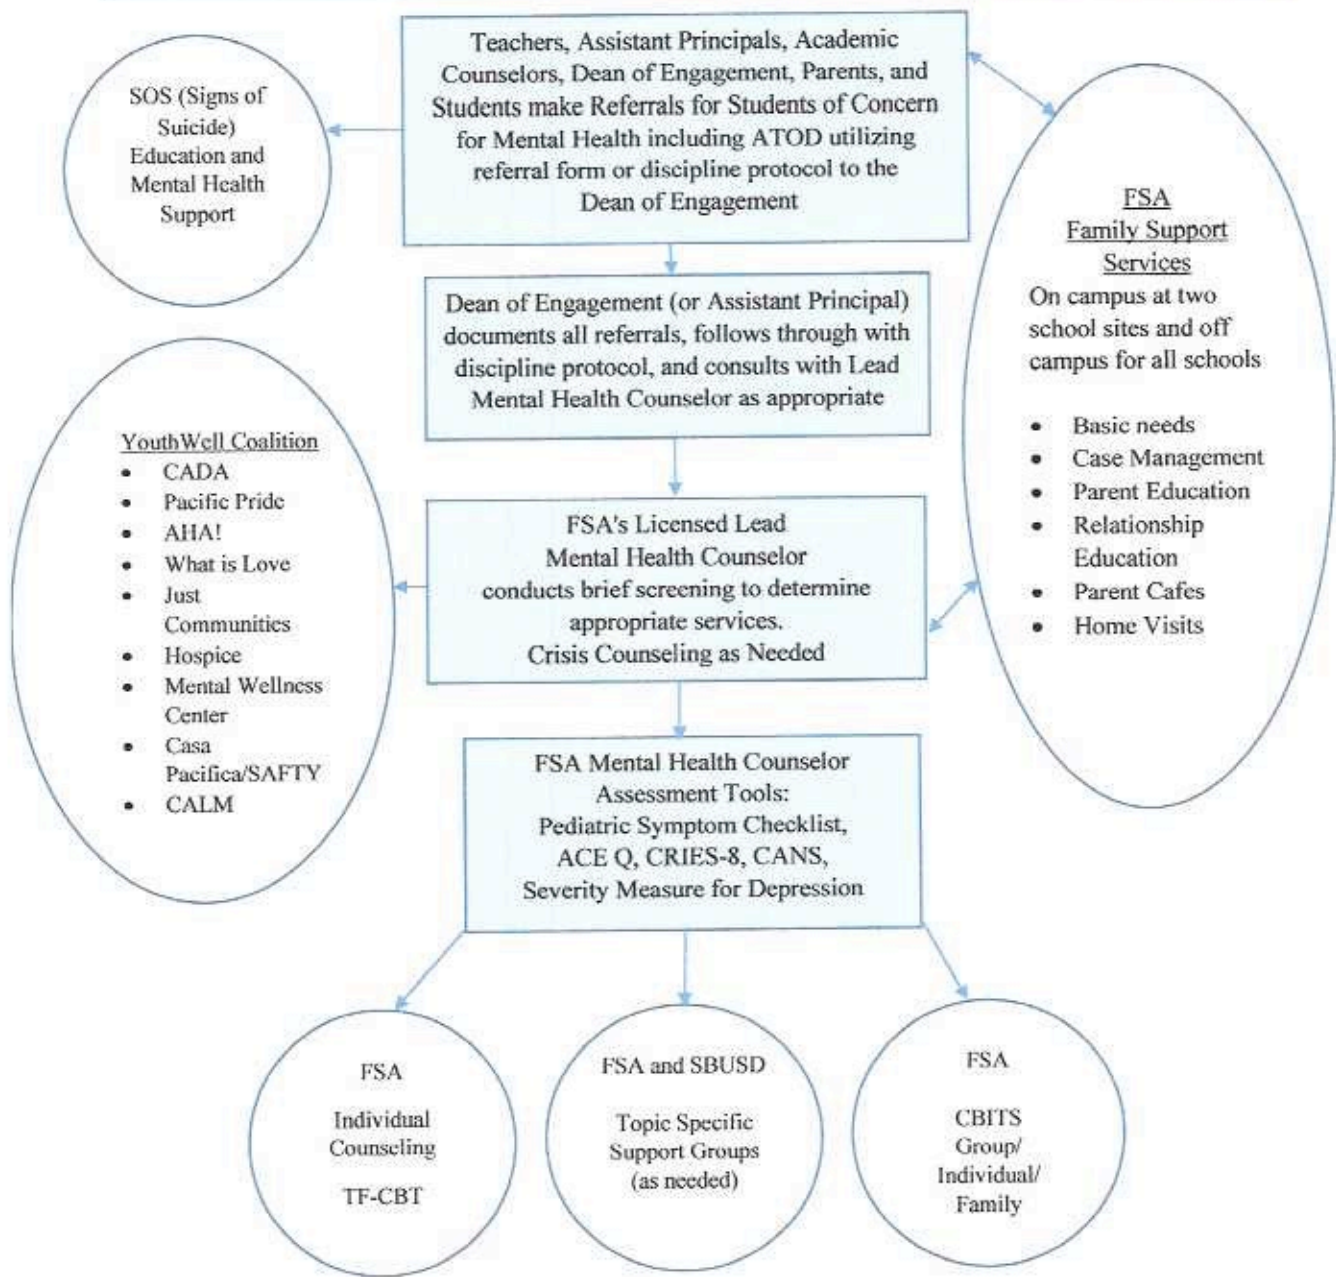 Teachers, Assistant Principals, Academic
Counselors, Dean of Engagement, Parents, and
Students make Referrals for Students of Concern
for Mental Health including ATOD utilizing
referral form or discipline protocol to the
Dean of Engagement
SOS (Signs of
Suicide)
Education and
Mental Health
Support
FSA
Family Support
Services
On campus at two
school sites and off
campus for all schools
• Basic needs
• Case Management
• Parent Education
• Relationship
Education
• Parent Cafes
• Home Visits
Dean of Engagement (or Assistant Principal)
documents all referrals, follows through with
discipline protocol, and consults with Lead
Mental Health Counselor as appropriate
YouthWell Coalition
• CADA
• Pacific Pride
• AHA!
• What is Love
• Just
Communities
• Hospice
• Mental Wellness
Center
• Casa
Pacifica/SAFTY
• CALM
FSA's Licensed Lead
Mental Health Counselor
conducts brief screening to determine
appropriate services.
Crisis Counseling as Needed
FSA Mental Health Counselor
Assessment Tools:
Pediatric Symptom Checklist,
ACE Q, CRIES-8, CANS,
Severity Measure for Depression
FSA
Individual
Counseling
TF-CBT
FSA and SBUSD
Topic Specific
Support Groups
(as needed)
FSA
CBITS
Group/
Individual/
Family